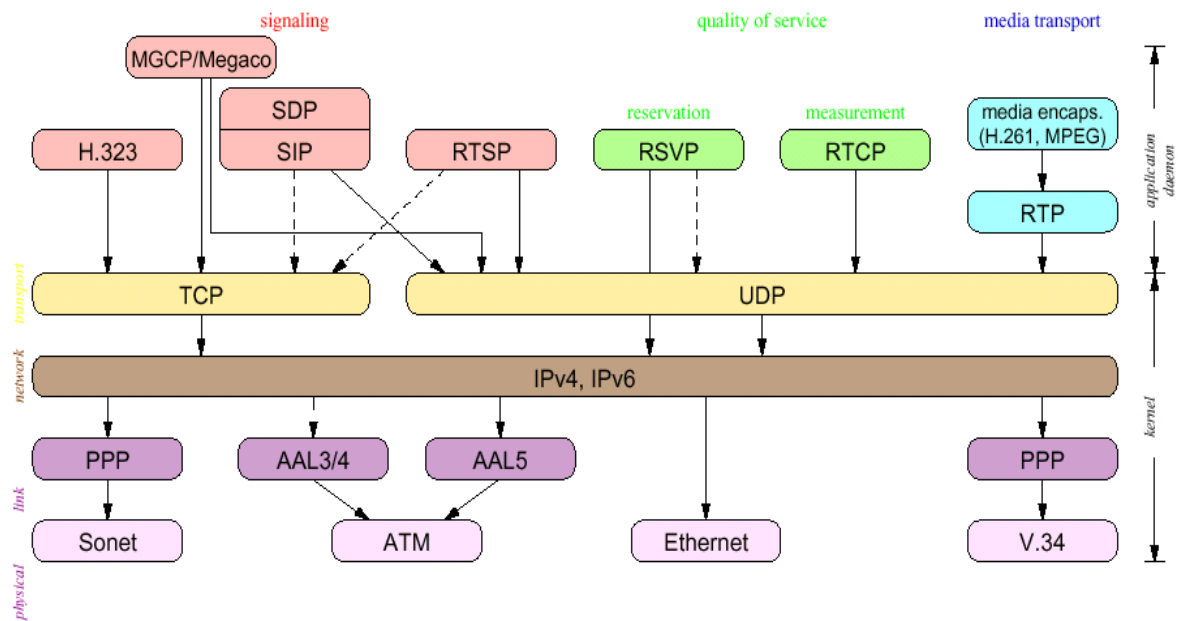 signaling
quality of service
media transport
MGCP/Megaco
SDP
SIP
H.323
RTSP
reservation
RSVP
measurement
RTCP
media encaps.
(H.261, MPEG)
RTP
application
daemon
transport
TCP
UDP
network
IPv4, IPv6
kernel
PPP
AAL3/4
AAL5
PPP
link
Sonet
ATM
Ethernet
V.34
physical